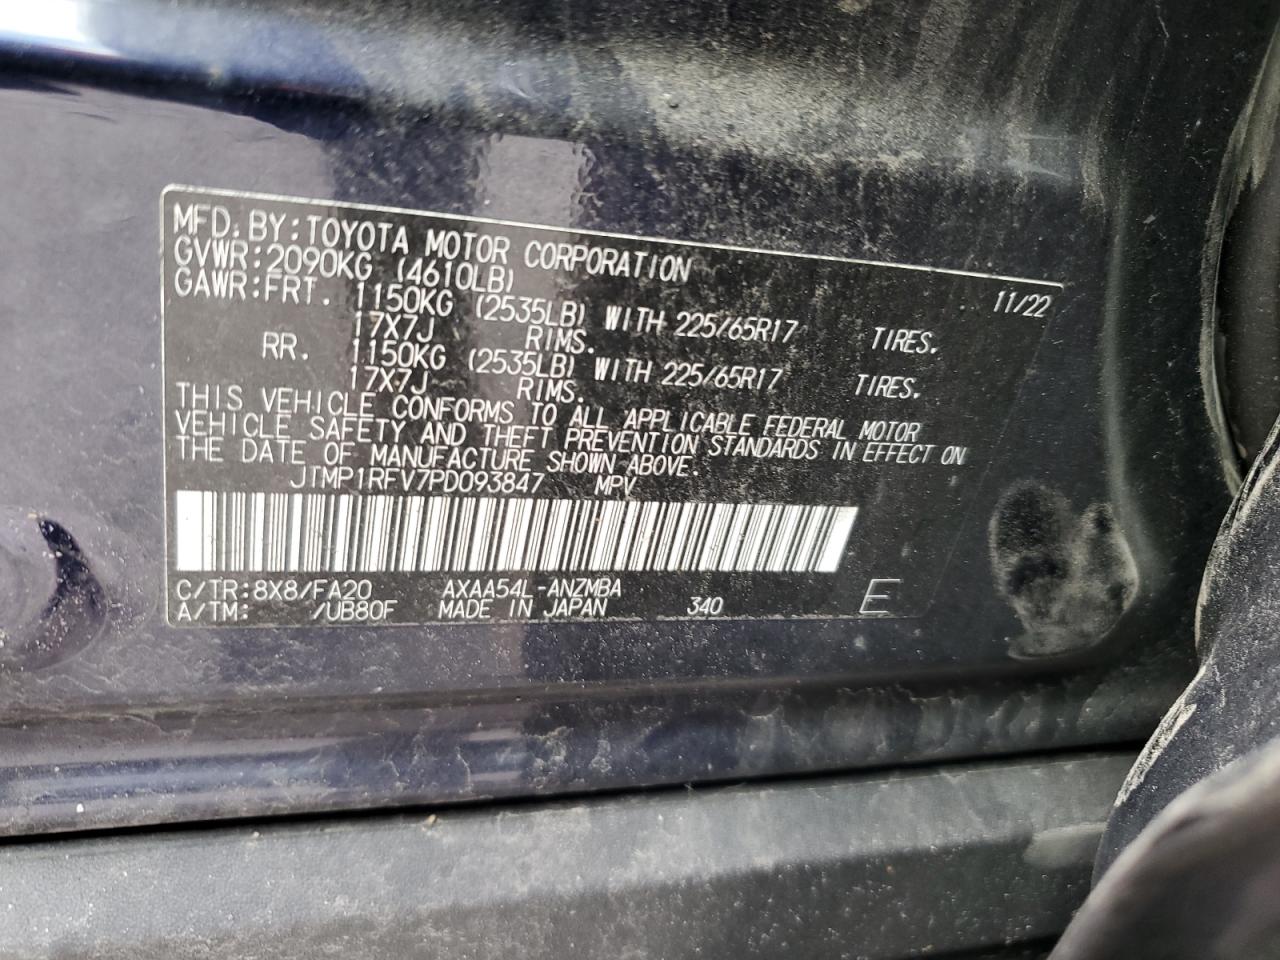 MFD. BY: TOYOTA MOTOR CORPORATION 11/22
GVWR: 2090KG (4610LB)
GAWR: FRT. 1150KG (2535LB) WITH 225/65R17 TIRES.
17X7J RIMS.
RR. 1150KG (2535LB) WITH 225/65R17 TIRES.
17X7J RIMS.
THIS VEHICLE CONFORMS TO ALL APPLICABLE FEDERAL MOTOR
VEHICLE SAFETY AND THEFT PREVENTION STANDARDS IN EFFECT ON
THE DATE OF MANUFACTURE SHOWN ABOVE.
JTMP1RFV7PD093847 MPV
C/TR: 8X8/FA20 AXAA54L-ANZMBA
A/TM: /UB80F MADE IN JAPAN 340 E